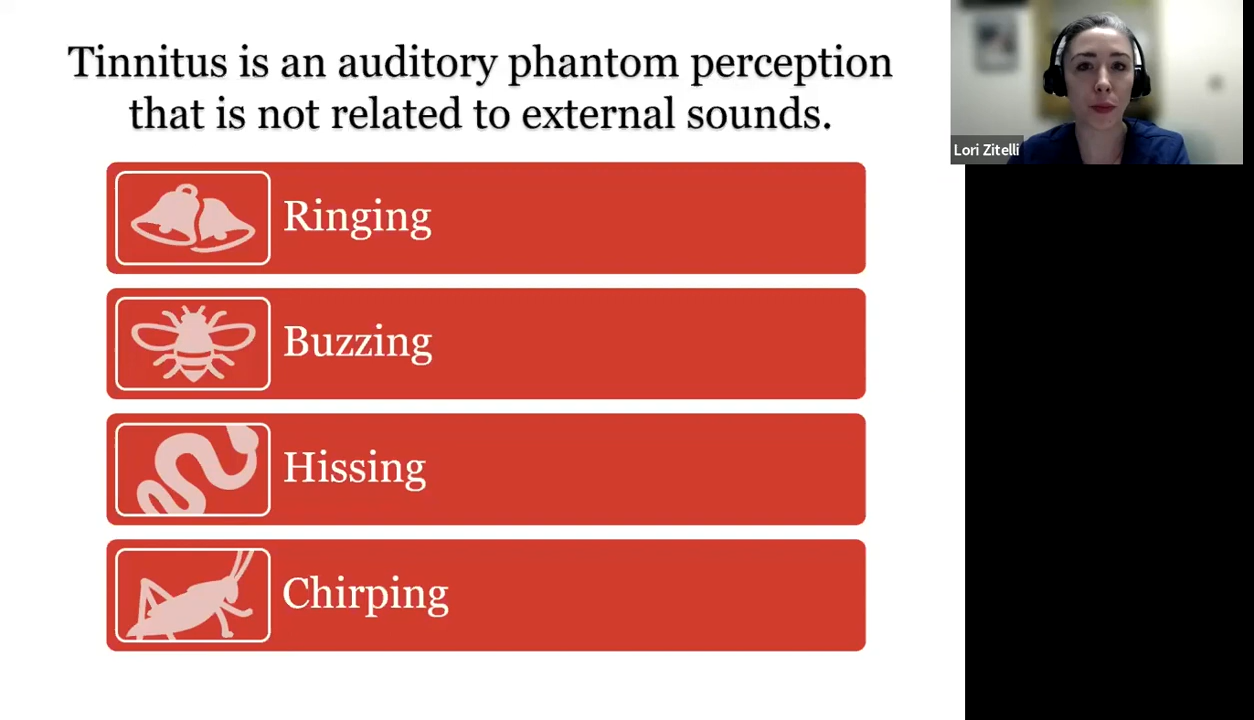 Tinnitus is an auditory phantom perception
that is not related to external sounds.
Lori Zitelli
Ringing
Buzzing
Hissing
Chirping